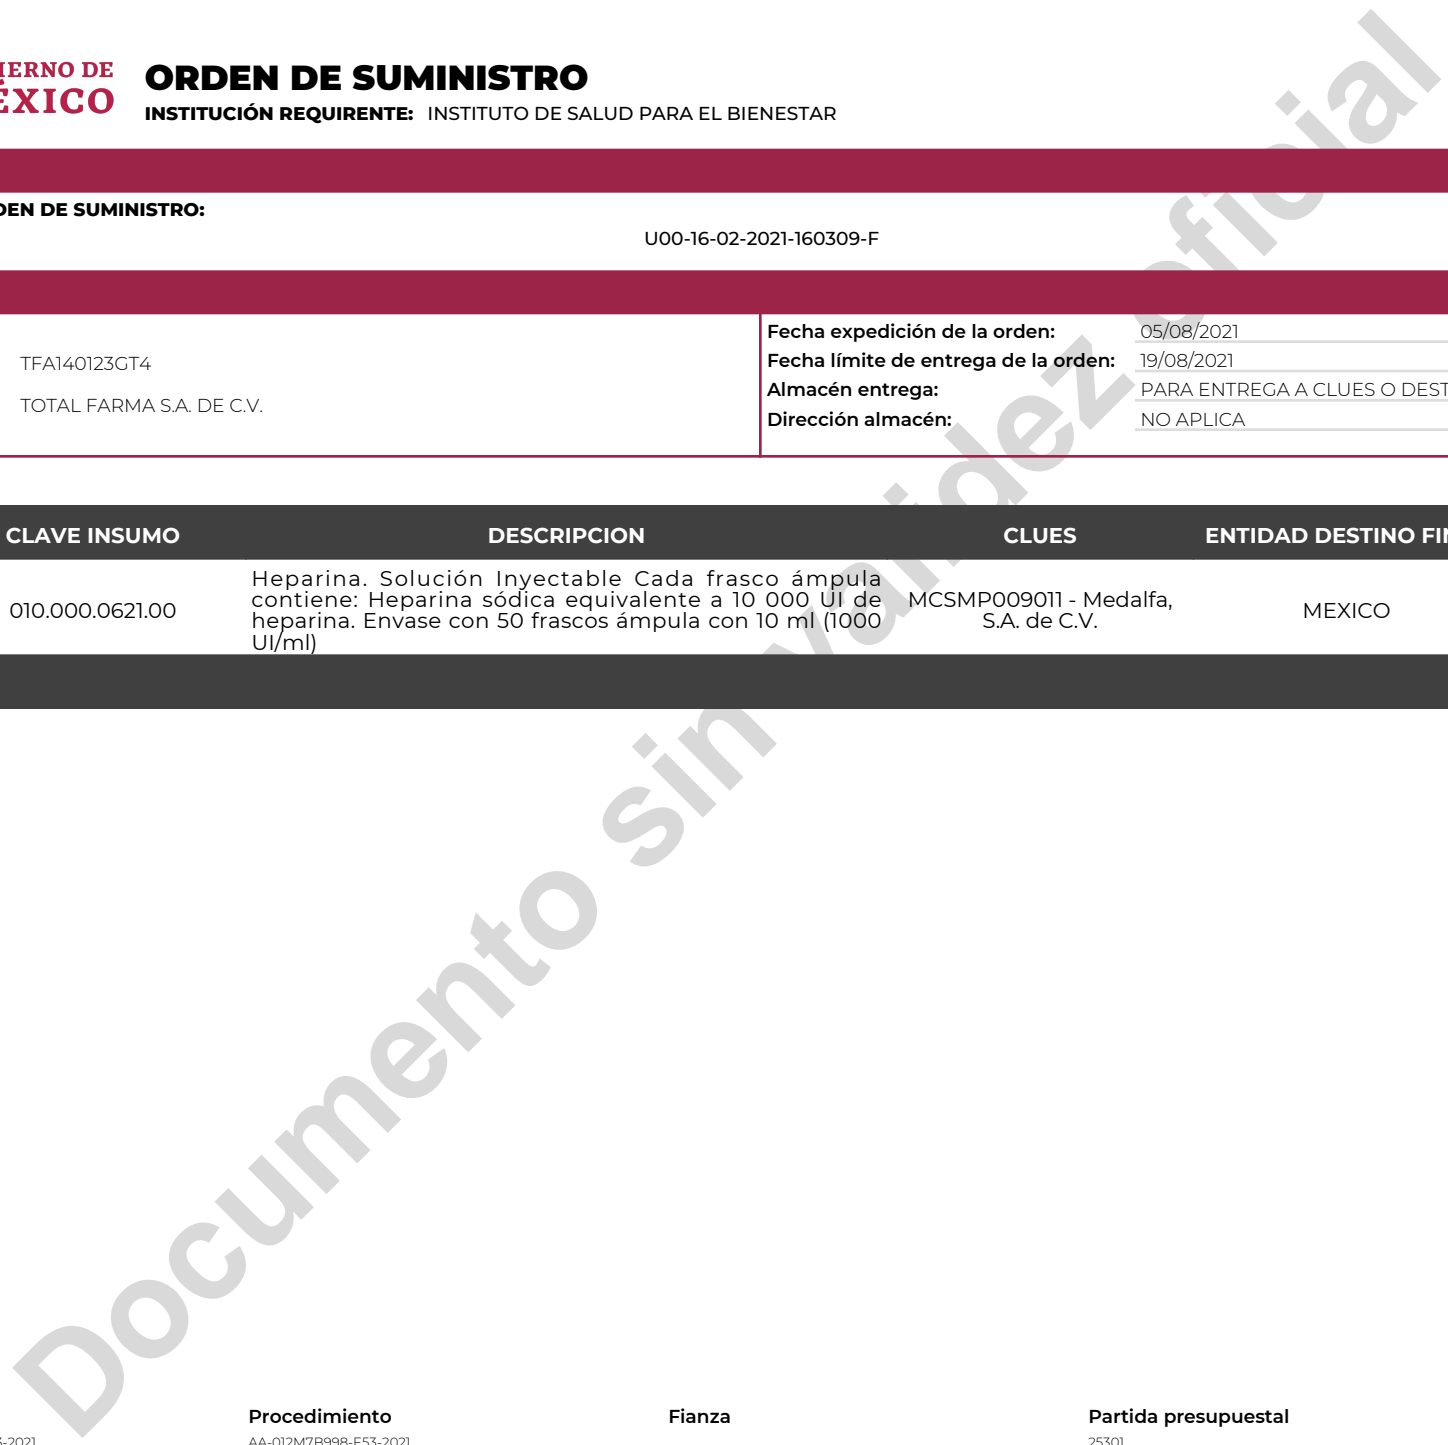 IERNO DE
ÉXICO
ORDEN DE SUMINISTRO
INSTITUCIÓN REQUIRENTE: INSTITUTO DE SALUD PARA EL BIENESTAR
DEN DE SUMINISTRO:
U00-16-02-2021-160309-F
TFA140123GT4
TOTAL FARMA S.A. DE C.V.
Fecha expedición de la orden: 05/08/2021
Fecha límite de entrega de la orden: 19/08/2021
Almacén entrega: PARA ENTREGA A CLUES O DEST
Dirección almacén: NO APLICA
CLAVE INSUMO DESCRIPCION CLUES ENTIDAD DESTINO FIN
010.000.0621.00
Heparina. Solución Inyectable Cada frasco ámpula
contiene: Heparina sódica equivalente a 10 000 UI de
heparina. Envase con 50 frascos ámpula con 10 ml (1000
UI/ml)
MCSMP009011 - Medalfa,
S.A. de C.V.
MEXICO
Documento sin validez oficial
Procedimiento Fianza Partida presupuestal
-2021 AA-012M7B998-E53-2021 25301